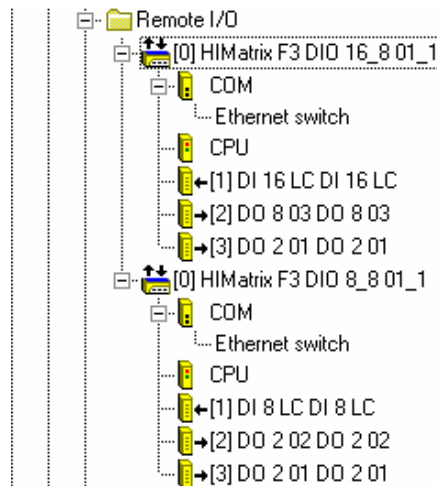 Remote I/O
[0] HIMatrix F3 DIO 16_8 01_1
COM
Ethernet switch
CPU
[1] DI 16 LC DI 16 LC
[2] DO 8 03 DO 8 03
[3] DO 2 01 DO 2 01
[0] HIMatrix F3 DIO 8_8 01_1
COM
Ethernet switch
CPU
[1] DI 8 LC DI 8 LC
[2] DO 2 02 DO 2 02
[3] DO 2 01 DO 2 01